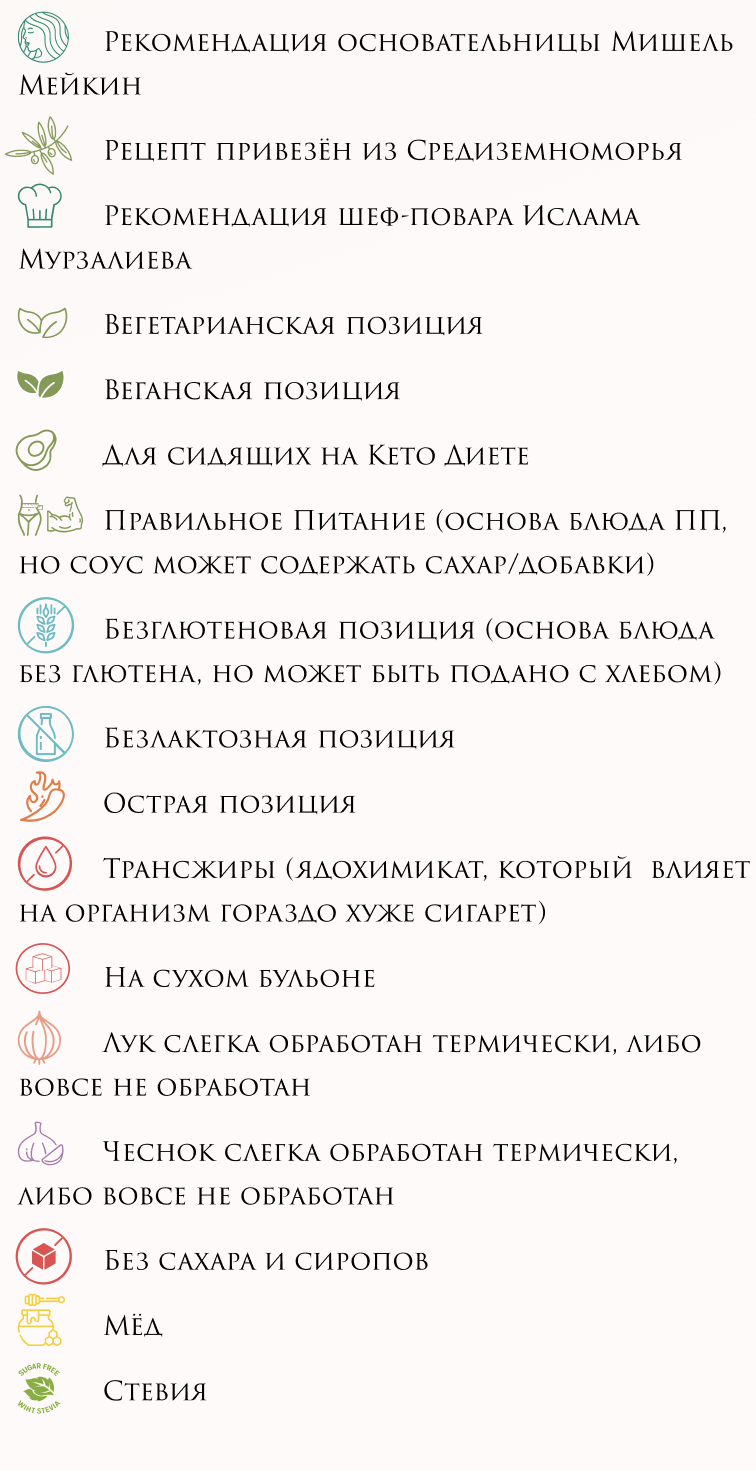 Рекомендация основательницы Мишель
Мейкин
Рецепт привезён из Средиземноморья
Рекомендация шеф-повара Ислама
Мурзалиева
Вегетарианская позиция
Веганская позиция
Для сидящих на Кето Диете
Правильное Питание (основа блюда ПП,
но соус может содержать сахар/добавки)
Безглютеновая позиция (основа блюда
без глютена, но может быть подано с хлебом)
Безлактозная позиция
Острая позиция
Трансжиры (ядохимикат, который влияет
на организм гораздо хуже сигарет)
На сухом бульоне
Лук слегка обработан термически, либо
вовсе не обработан
Чеснок слегка обработан термически,
либо вовсе не обработан
Без сахара и сиропов
Мёд
SUGAR FREE
Стевия
WIHT STEVIA